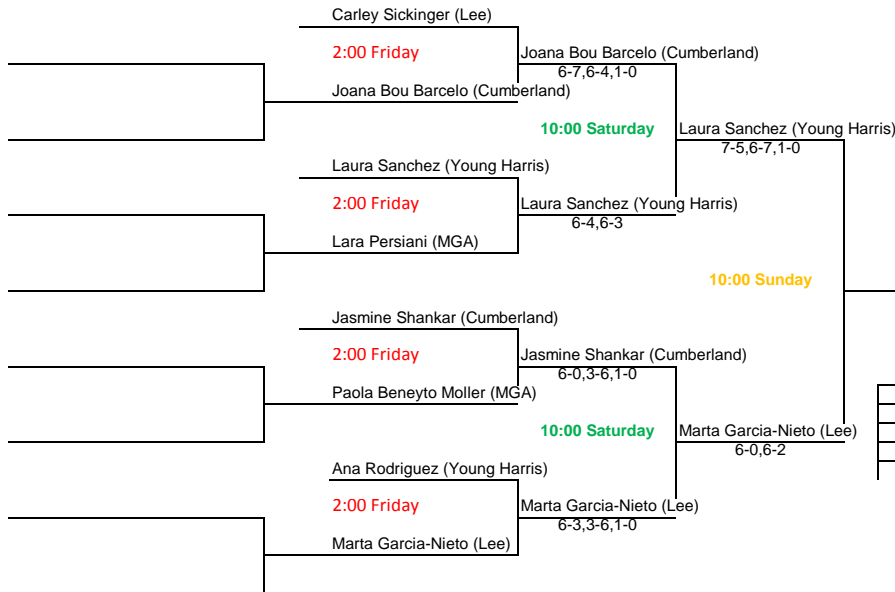 Carley Sickinger (Lee)
2:00 Friday
Joana Bou Barcelo (Cumberland)
6-7,6-4,1-0
Joana Bou Barcelo (Cumberland)
10:00 Saturday
Laura Sanchez (Young Harris)
7-5,6-7,1-0
Laura Sanchez (Young Harris)
2:00 Friday
Laura Sanchez (Young Harris)
6-4,6-3
Lara Persiani (MGA)
10:00 Sunday
Jasmine Shankar (Cumberland)
2:00 Friday
Jasmine Shankar (Cumberland)
6-0,3-6,1-0
Paola Beneyto Moller (MGA)
10:00 Saturday
Marta Garcia-Nieto (Lee)
6-0,6-2
Ana Rodriguez (Young Harris)
2:00 Friday
Marta Garcia-Nieto (Lee)
6-3,3-6,1-0
Marta Garcia-Nieto (Lee)